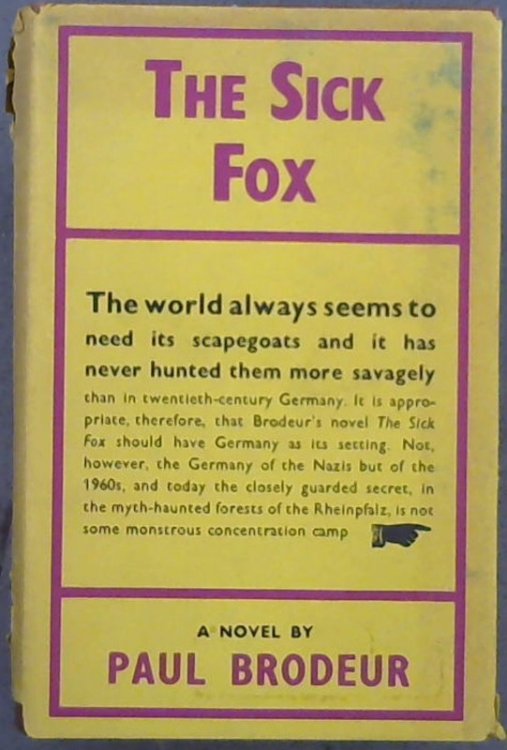 THE SICK
FOX
The world always seems to
need its scapegoats and it has
never hunted them more savagely
than in twentieth-century Germany. It is appro-
priate, therefore, that Brodeur's novel The Sick
Fox should have Germany as its setting. Not,
however, the Germany of the Nazis but of the
1960s, and today the closely guarded secret, in
the myth-haunted forests of the Rheinpfalz, is not
some monstrous concentration camp
A NOVEL BY
PAUL BRODEUR